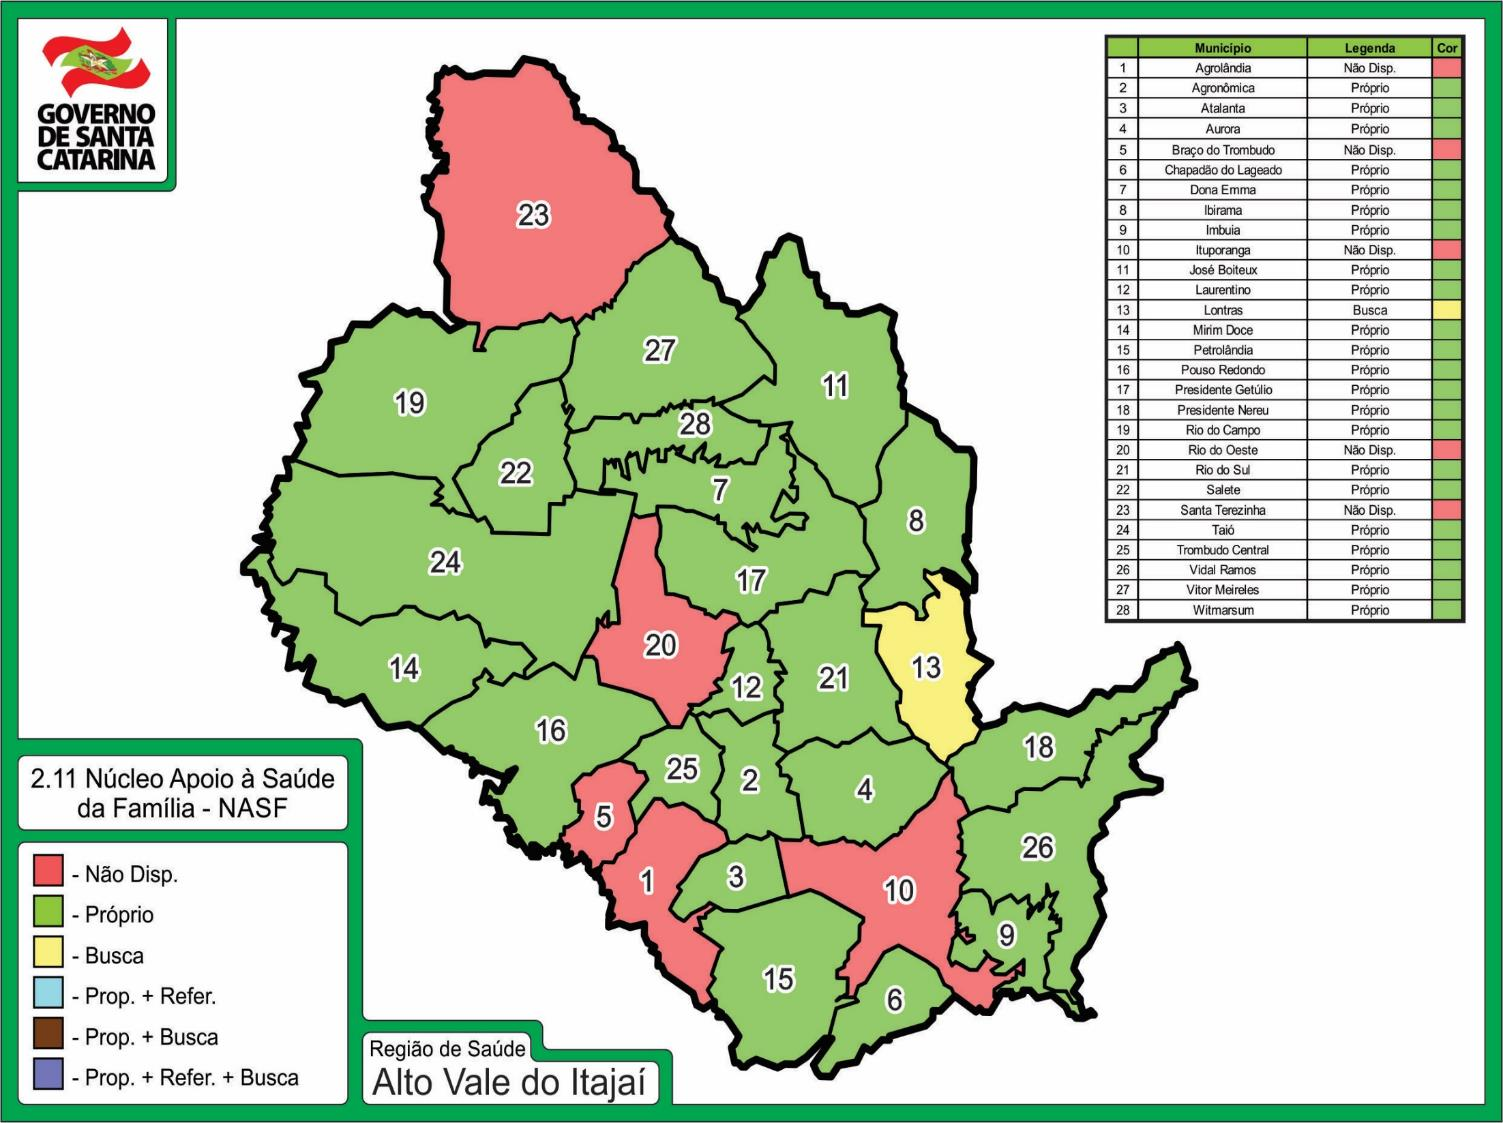 GOVERNO
DE SANTA
CATARINA
Município Legenda Cor
1 Agrolândia Não Disp.
2 Agronômica Próprio
3 Atalanta Próprio
4 Aurora Próprio
5 Braço do Trombudo Não Disp.
6 Chapadão do Lageado Próprio
7 Dona Emma Próprio
8 Ibirama Próprio
9 Imbuia Próprio
10 Ituporanga Não Disp.
11 José Boiteux Próprio
12 Laurentino Próprio
13 Lontras Busca
14 Mirim Doce Próprio
15 Petrolândia Próprio
16 Pouso Redondo Próprio
17 Presidente Getúlio Próprio
18 Presidente Nereu Próprio
19 Rio do Campo Próprio
20 Rio do Oeste Não Disp.
21 Rio do Sul Próprio
22 Salete Próprio
23 Santa Terezinha Não Disp.
24 Taió Próprio
25 Trombudo Central Próprio
26 Vidal Ramos Próprio
27 Vitor Meireles Próprio
28 Witmarsum Próprio
23
27
11
19
28
22
7
8
24
17
20
13
14
12
21
16
18
25
2
4
5
26
3
1
10
9
15
6
2.11 Núcleo Apoio à Saúde
da Família - NASF
- Não Disp.
- Próprio
- Busca
- Prop. + Refer.
- Prop. + Busca
- Prop. + Refer. + Busca
Região de Saúde
Alto Vale do Itajaí